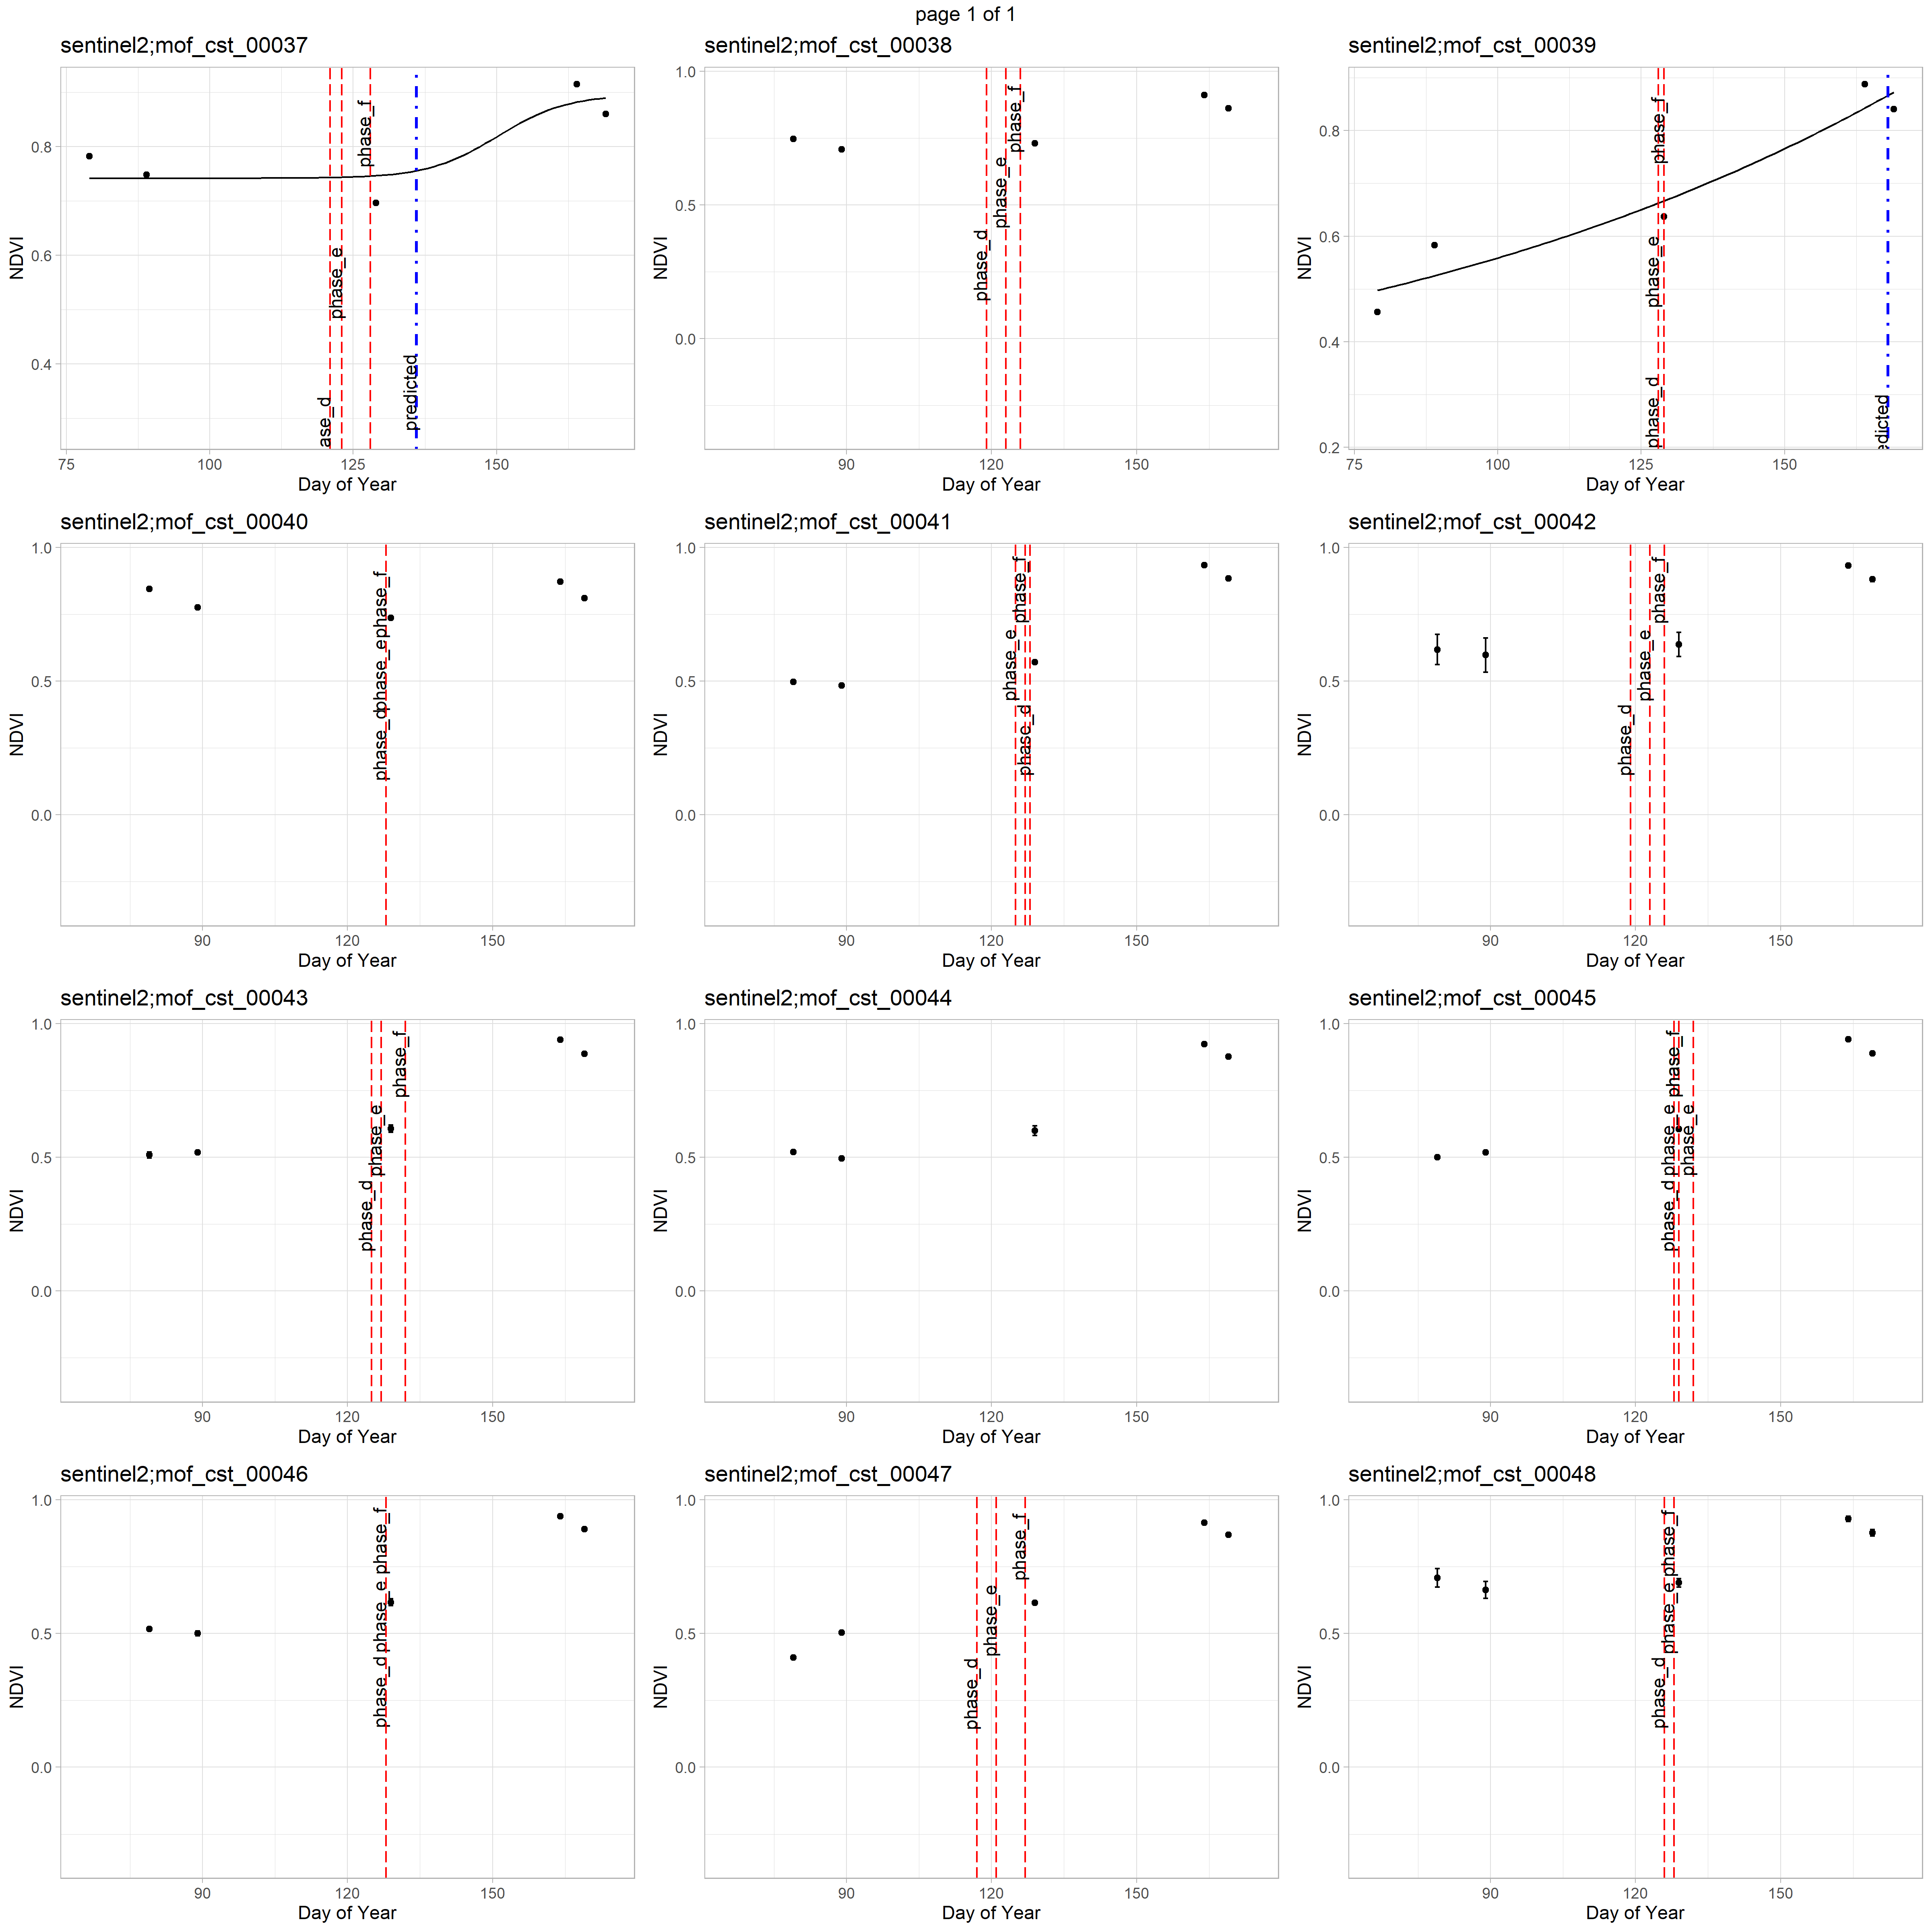 page 1 of 1
sentinel2;mof_cst_00037
NDVI
0.8
0.6
0.4
phase_f
phase_e
ase_d
predicted
75 100 125 150
Day of Year
sentinel2;mof_cst_00038
NDVI
1.0
0.5
0.0
phase_f
phase_e
phase_d
90 120 150
Day of Year
sentinel2;mof_cst_00039
NDVI
0.8
0.6
0.4
0.2
phase_f
phase_e
phase_d
edicted
75 100 125 150
Day of Year
sentinel2;mof_cst_00040
NDVI
1.0
0.5
0.0
phase_f
phase_e
phase_d
90 120 150
Day of Year
sentinel2;mof_cst_00041
NDVI
1.0
0.5
0.0
phase_f
phase_e
phase_d
90 120 150
Day of Year
sentinel2;mof_cst_00042
NDVI
1.0
0.5
0.0
phase_f
phase_e
phase_d
90 120 150
Day of Year
sentinel2;mof_cst_00043
NDVI
1.0
0.5
0.0
phase_f
phase_e
phase_d
90 120 150
Day of Year
sentinel2;mof_cst_00044
NDVI
1.0
0.5
0.0
90 120 150
Day of Year
sentinel2;mof_cst_00045
NDVI
1.0
0.5
0.0
phase_f
phase_e
phase_e
phase_d
90 120 150
Day of Year
sentinel2;mof_cst_00046
NDVI
1.0
0.5
0.0
phase_f
phase_e
phase_d
90 120 150
Day of Year
sentinel2;mof_cst_00047
NDVI
1.0
0.5
0.0
phase_f
phase_e
phase_d
90 120 150
Day of Year
sentinel2;mof_cst_00048
NDVI
1.0
0.5
0.0
phase_f
phase_e
phase_d
90 120 150
Day of Year